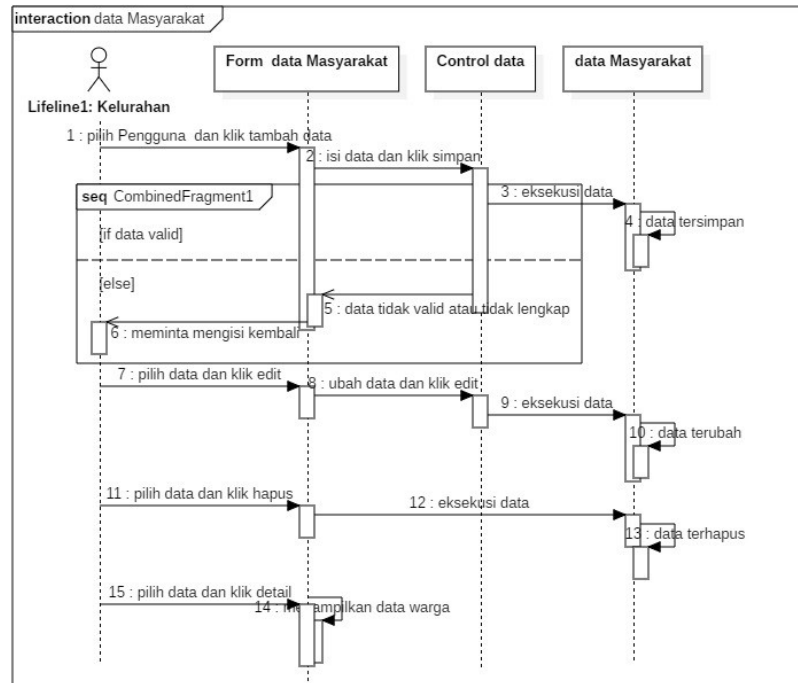 interaction data Masyarakat
Form data Masyarakat
Control data
data Masyarakat
Lifeline1: Kelurahan
1 : pilih Pengguna dan klik tambah data
2 : isi data dan klik simpan
seq CombinedFragment1
3 : eksekusi data
4 : data tersimpan
[if data valid]
[else]
5 : data tidak valid atau tidak lengkap
6 : meminta mengisi kembali
7 : pilih data dan klik edit
8 : ubah data dan klik edit
9 : eksekusi data
10 : data terubah
11 : pilih data dan klik hapus
12 : eksekusi data
13 : data terhapus
15 : pilih data dan klik detail
14 : menampilkan data warga